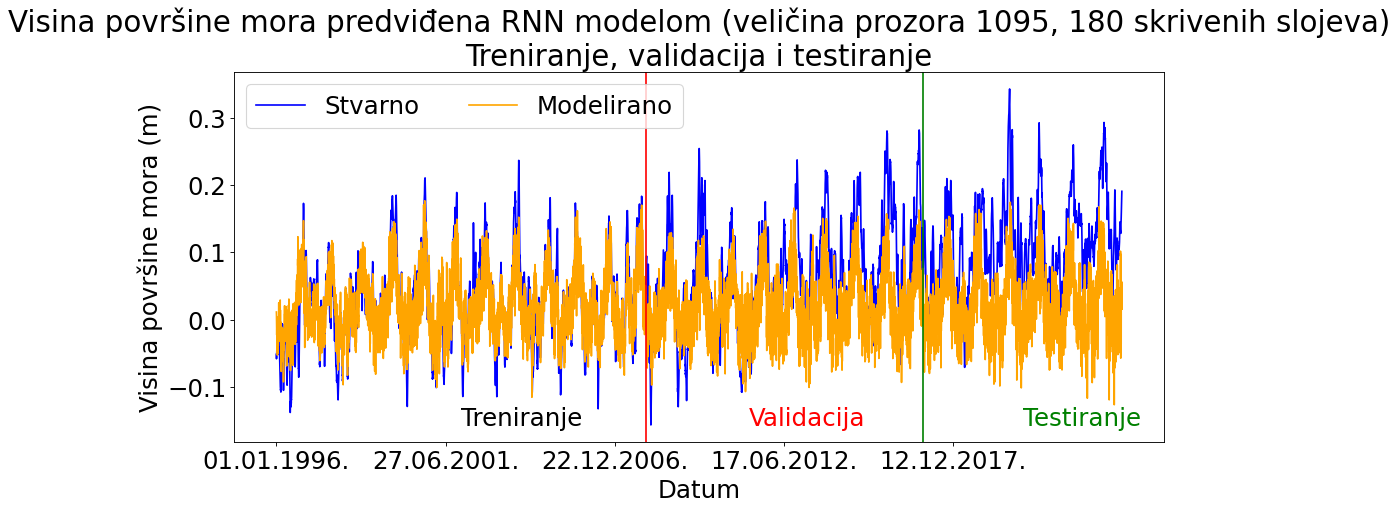 Visina površine mora predviđena RNN modelom (veličina prozora 1095, 180 skrivenih slojeva)
Treniranje, validacija i testiranje
Stvarno Modelirano
Visina površine mora (m)
0.3
0.2
0.1
0.0
−0.1
Treniranje Validacija Testiranje
01.01.1996. 27.06.2001. 22.12.2006. 17.06.2012. 12.12.2017.
Datum